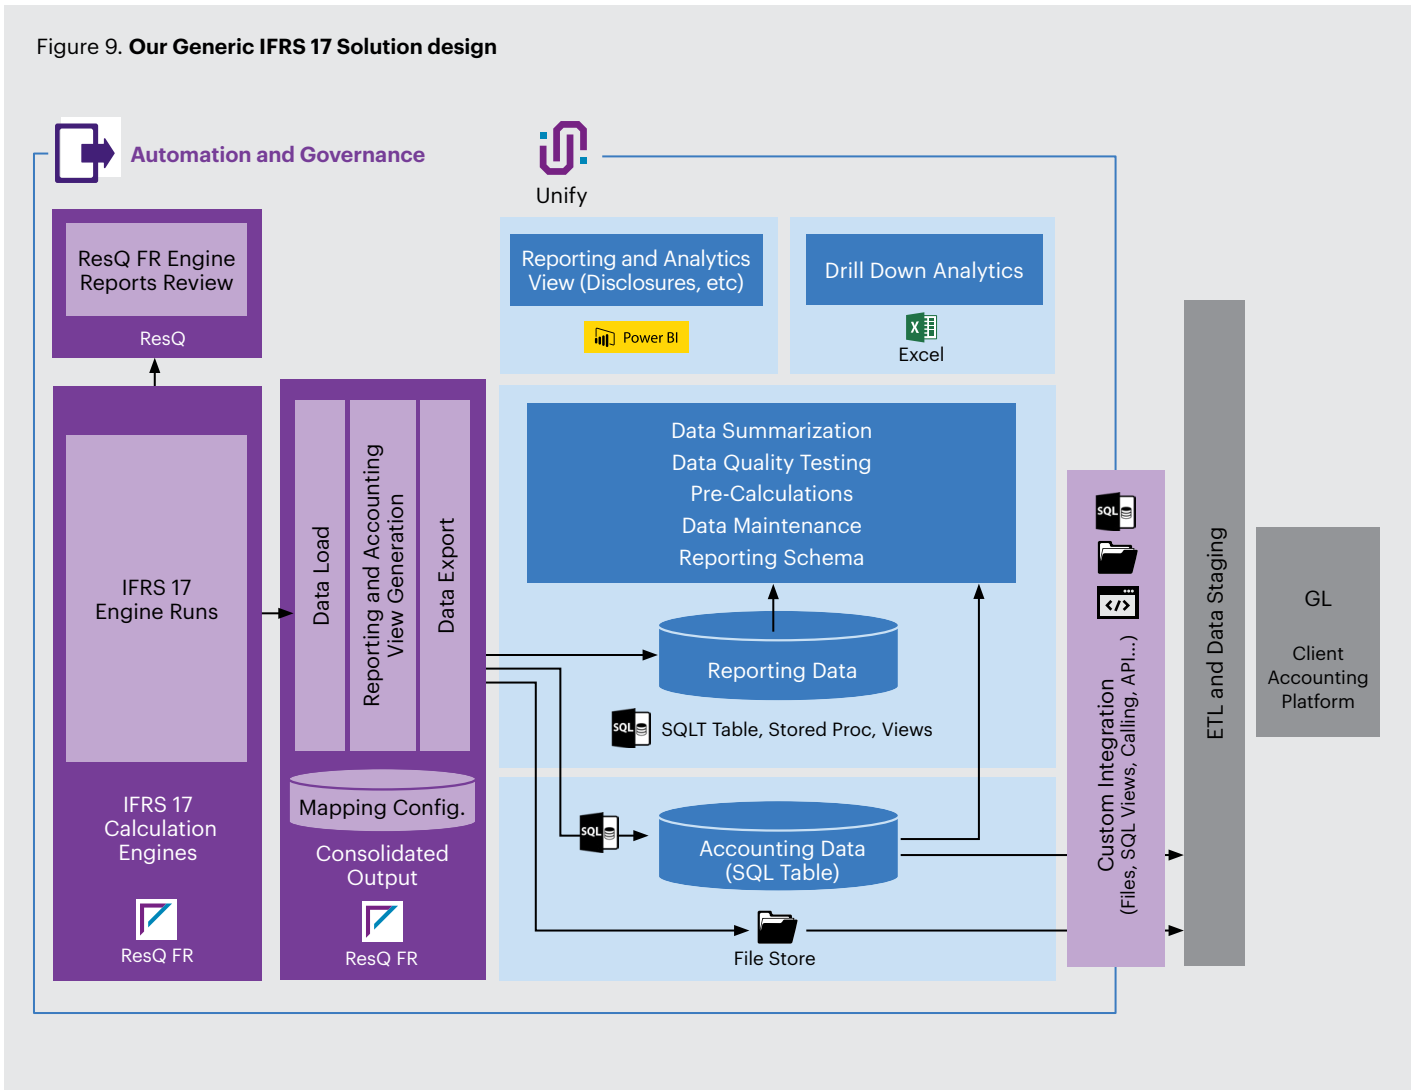 Figure 9. Our Generic IFRS 17 Solution design
Automation and Governance
Unify
ResQ FR Engine
Reports Review
ResQ
Reporting and Analytics
View (Disclosures, etc)
Power BI
Drill Down Analytics
X
Excel
IFRS 17
Engine Runs
IFRS 17
Calculation
Engines
ResQ FR
Data Load
Reporting and Accounting
View Generation
Data Export
Mapping Config.
Consolidated
Output
ResQ FR
Data Summarization
Data Quality Testing
Pre-Calculations
Data Maintenance
Reporting Schema
Reporting Data
SQL
SQLT Table, Stored Proc, Views
SQL
Accounting Data
(SQL Table)
File Store
SQL
</>
Custom Integration
(Files, SQL Views, Calling, API...)
ETL and Data Staging
GL
Client
Accounting
Platform